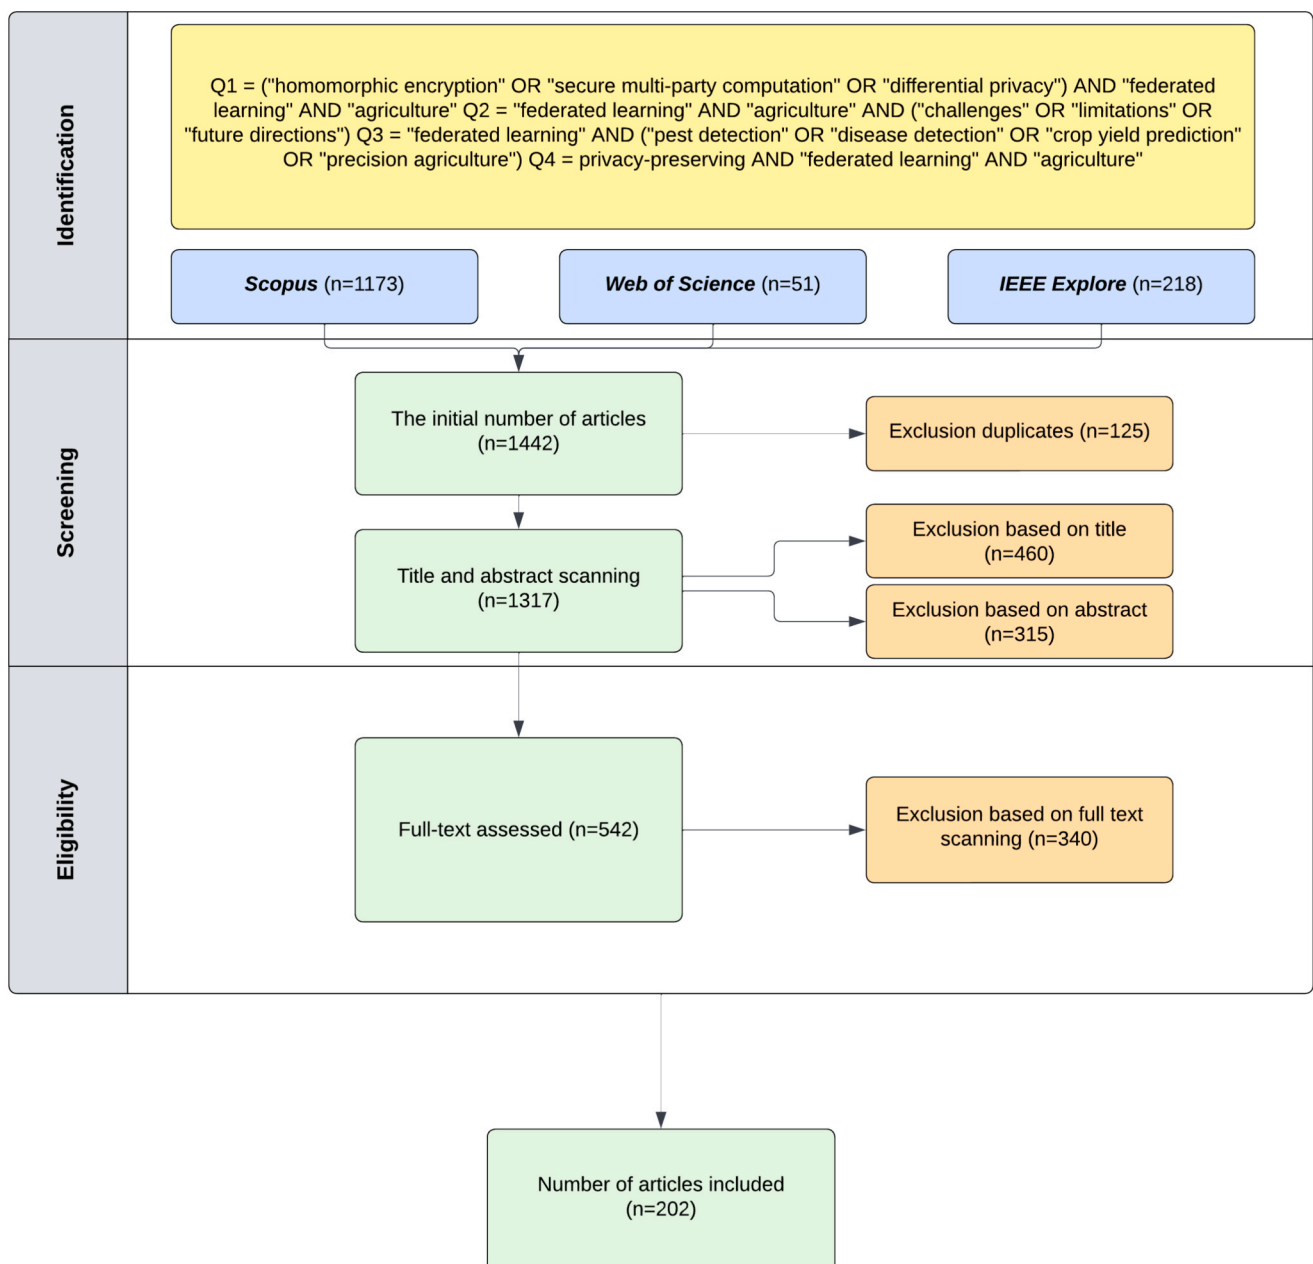 Identification
Q1 = ("homomorphic encryption" OR "secure multi-party computation" OR "differential privacy") AND "federated
learning" AND "agriculture" Q2 = "federated learning" AND "agriculture" AND ("challenges" OR "limitations" OR
"future directions") Q3 = "federated learning" AND ("pest detection" OR "disease detection" OR "crop yield prediction"
OR "precision agriculture") Q4 = privacy-preserving AND "federated learning" AND "agriculture"
Scopus (n=1173)
Web of Science (n=51)
IEEE Explore (n=218)
Screening
The initial number of articles
(n=1442)
Exclusion duplicates (n=125)
Title and abstract scanning
(n=1317)
Exclusion based on title
(n=460)
Exclusion based on abstract
(n=315)
Eligibility
Full-text assessed (n=542)
Exclusion based on full text
scanning (n=340)
Number of articles included
(n=202)